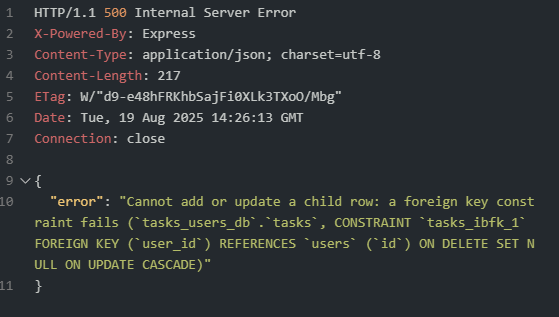 1 HTTP/1.1 500 Internal Server Error
2 X-Powered-By: Express
3 Content-Type: application/json; charset=utf-8
4 Content-Length: 217
5 ETag: W/"d9-e48hFRKhbSajFi0XLk3TXoO/Mbg"
6 Date: Tue, 19 Aug 2025 14:26:13 GMT
7 Connection: close
8
9 {
10 "error": "Cannot add or update a child row: a foreign key const
raint fails (`tasks_users_db`.`tasks`, CONSTRAINT `tasks_ibfk_1`
FOREIGN KEY (`user_id`) REFERENCES `users` (`id`) ON DELETE SET N
ULL ON UPDATE CASCADE)"
11 }